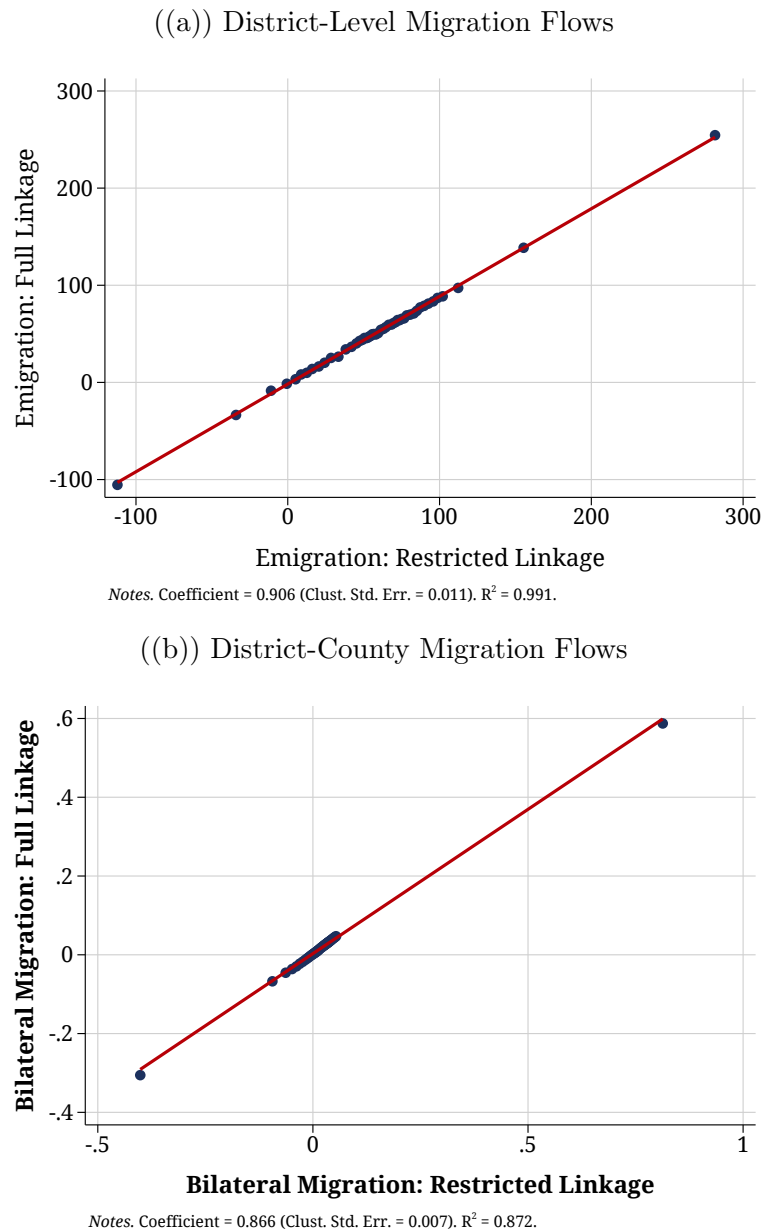 ((a)) District-Level Migration Flows
300
200
100
0
-100
Emigration: Full Linkage
-100 0 100 200 300
Emigration: Restricted Linkage
Notes. Coefficient = 0.906 (Clust. Std. Err. = 0.011). R² = 0.991.
((b)) District-County Migration Flows
.6
.4
.2
0
-.2
-.4
Bilateral Migration: Full Linkage
-.5 0 .5 1
Bilateral Migration: Restricted Linkage
Notes. Coefficient = 0.866 (Clust. Std. Err. = 0.007). R² = 0.872.